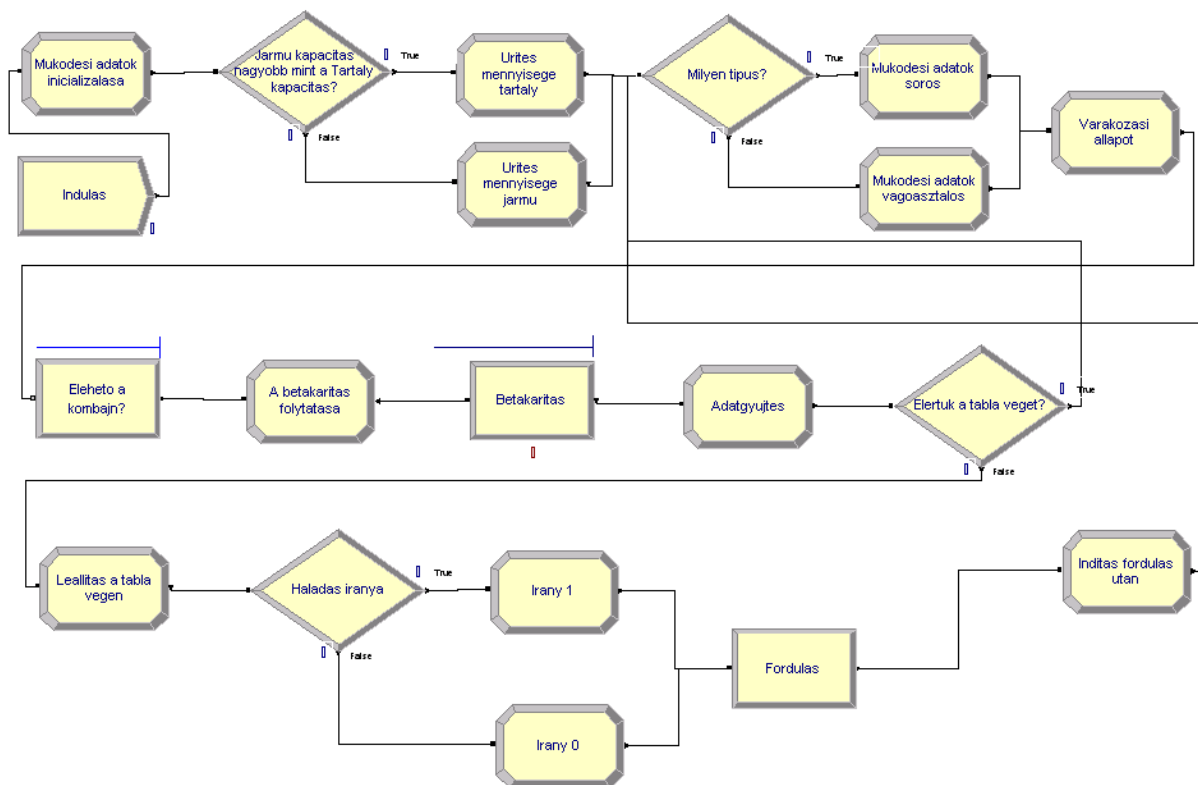 Mukodesi adatok
inicializalasa
Jarmu kapacitas
nagyobb mint a Tartaly
kapacitas?
True
False
Urites
mennyisege
tartaly
Urites
mennyisege
jarmu
Milyen tipus?
True
False
Mukodesi adatok
soros
Mukodesi adatok
vagoasztalos
Varakozasi
allapot
Indulas
Eleheto a
kombajn?
A betakaritas
folytatasa
Betakaritas
Adatgyujtes
Elertuk a tabla veget?
True
False
Leallitas a tabla
vegen
Haladas iranya
True
False
Irany 1
Irany 0
Fordulas
Inditas fordulas
utan